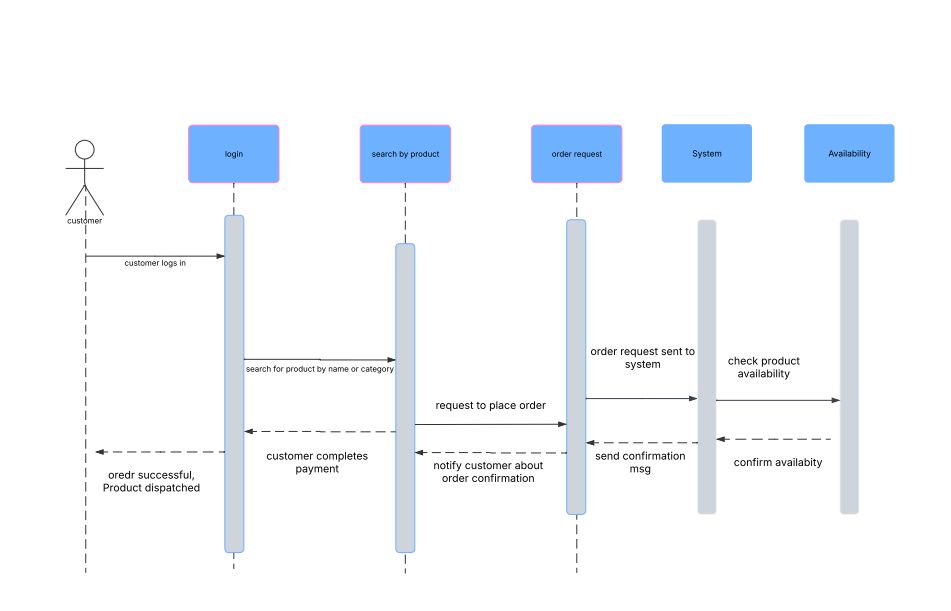 login
search by product
order request
System
Availability
customer
customer logs in
order request sent to
system
check product
availability
search for product by name or category
request to place order
customer completes
payment
notify customer about
order confirmation
send confirmation
msg
confirm availabity
oredr successful,
Product dispatched